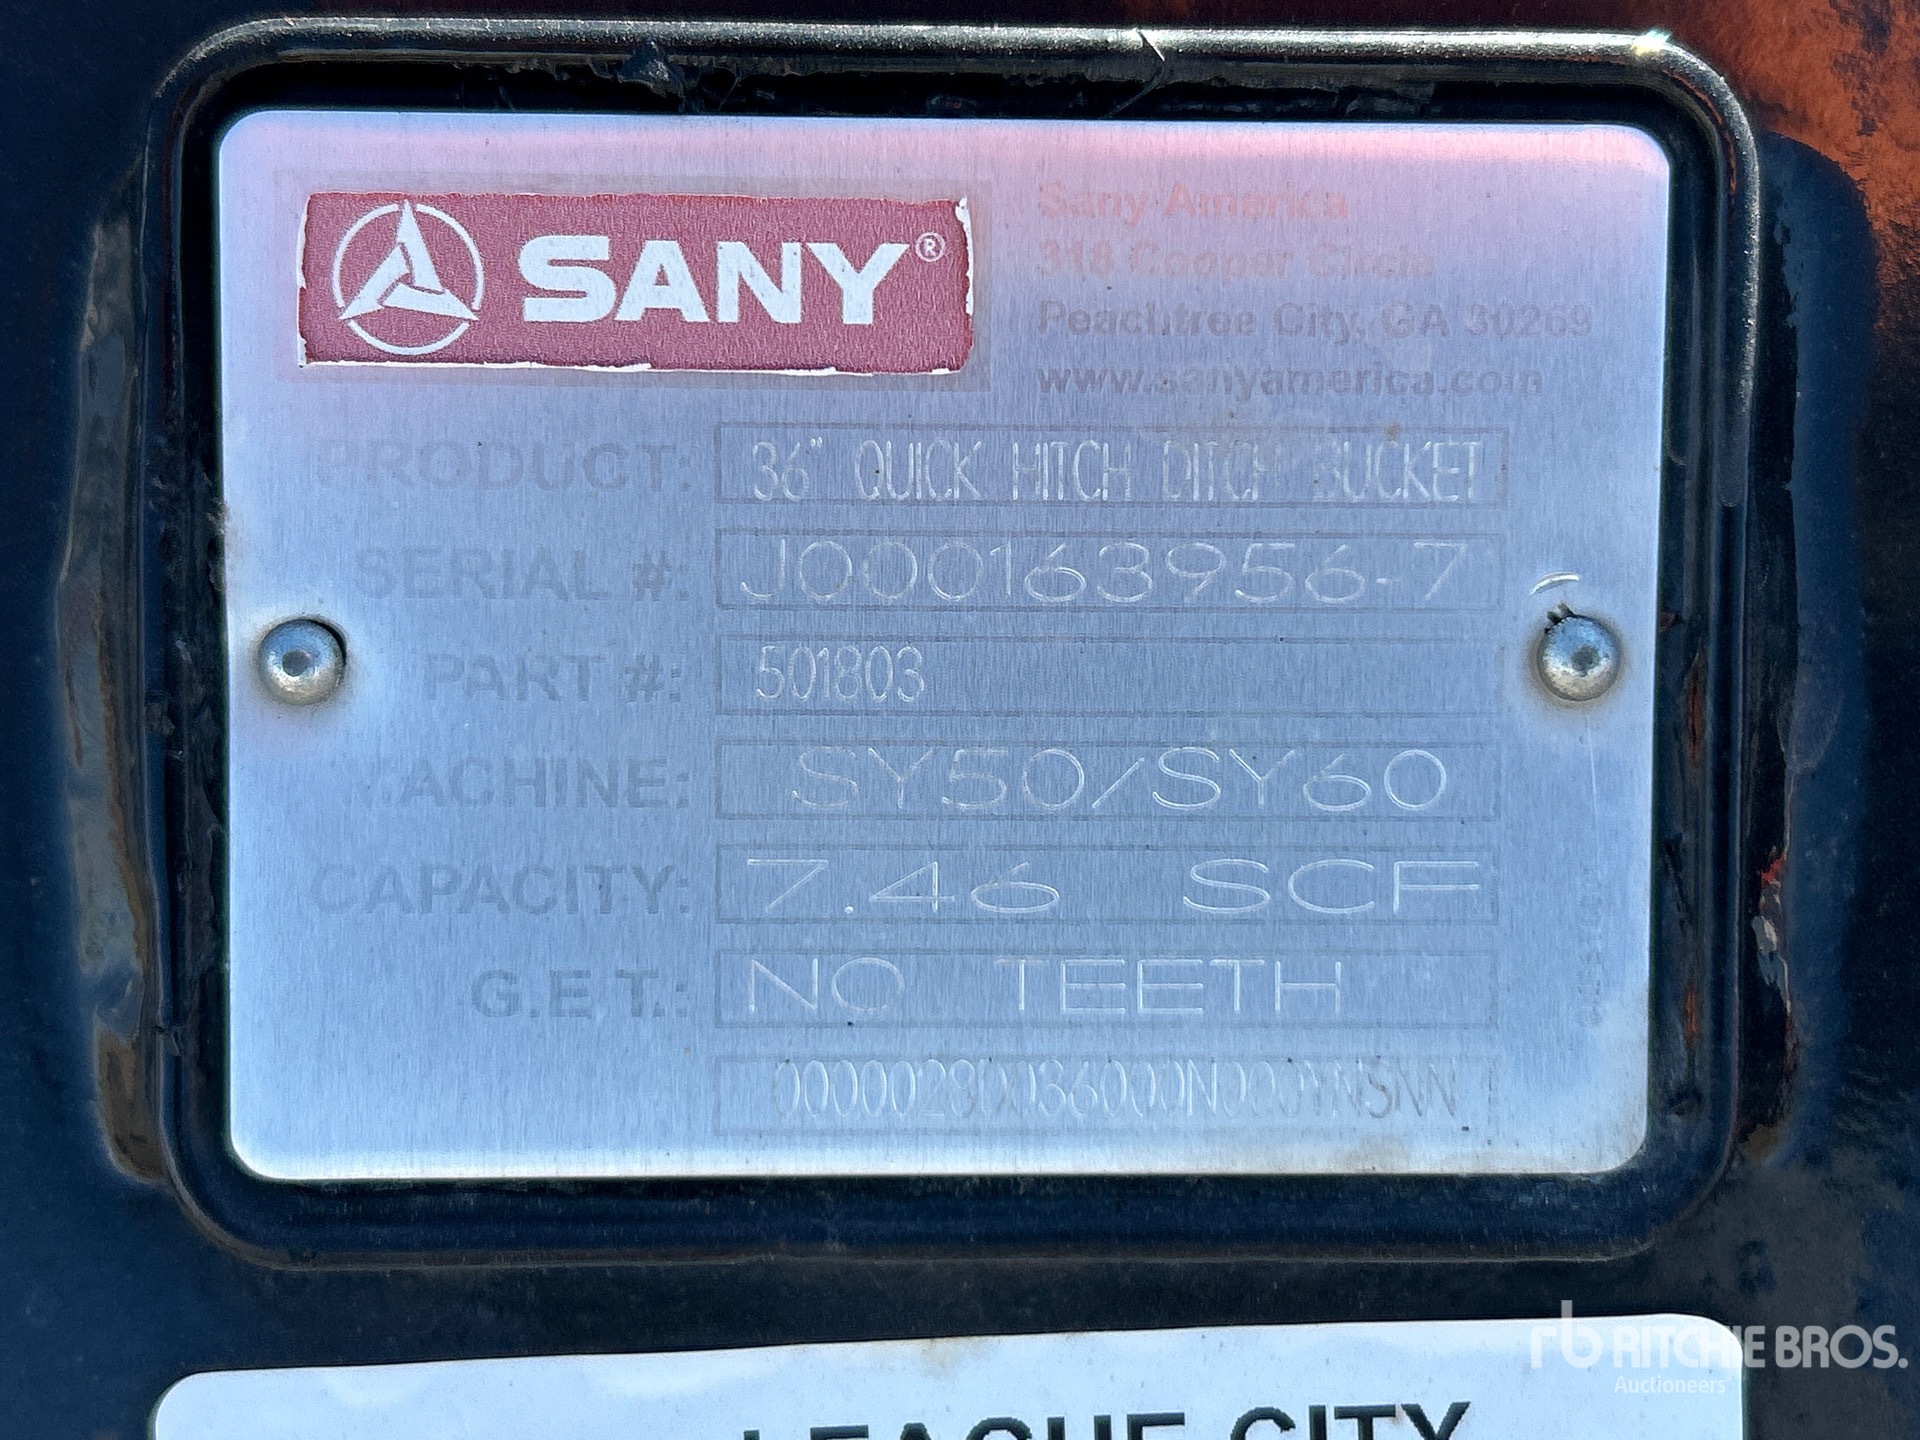 SANY®
Sany America
318 Cooper Circle
Peachtree City, GA 30269
www.sanyamerica.com
PRODUCT: 36" QUICK HITCH DITCH BUCKET
SERIAL #: J000163956-7
PART #: 501803
MACHINE: SY50/SY60
CAPACITY: 7.46 SCF
G.E.T.: NO TEETH
rb RITCHIE BROS.
Auctioneers
LEAGUE CITY